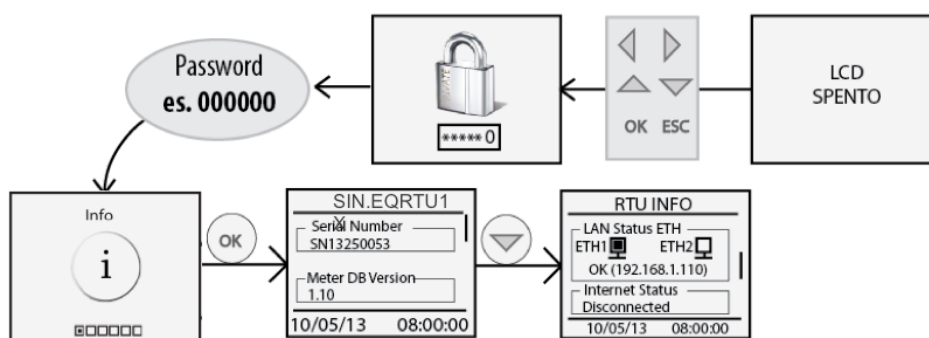 LCD
SPENTO
OK ESC
*****0
Password
es. 000000
Info
i
OK
SIN.EQRTU1
Serial Number
SN13250053
Meter DB Version
1.10
10/05/13 08:00:00
RTU INFO
LAN Status ETH
ETH1 ETH2
OK (192.168.1.110)
Internet Status
Disconnected
10/05/13 08:00:00